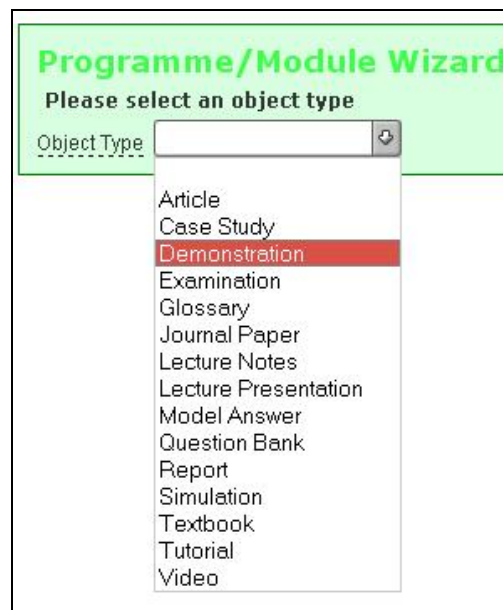 Programme/Module Wizard
Please select an object type
Object Type
Article
Case Study
Demonstration
Examination
Glossary
Journal Paper
Lecture Notes
Lecture Presentation
Model Answer
Question Bank
Report
Simulation
Textbook
Tutorial
Video